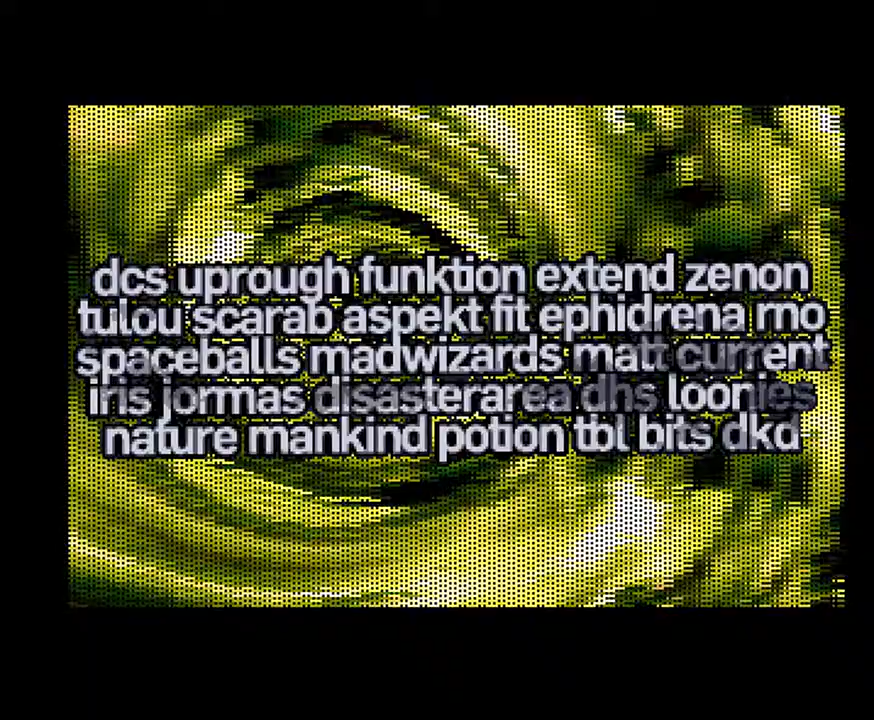 dcs uprough funktion extend zenon
tulou scarab aspekt fit ephidrena rno
spaceballs madwizards matt current
iris jormas disasterarea dhs loonies
nature mankind potion tbl bits dkd